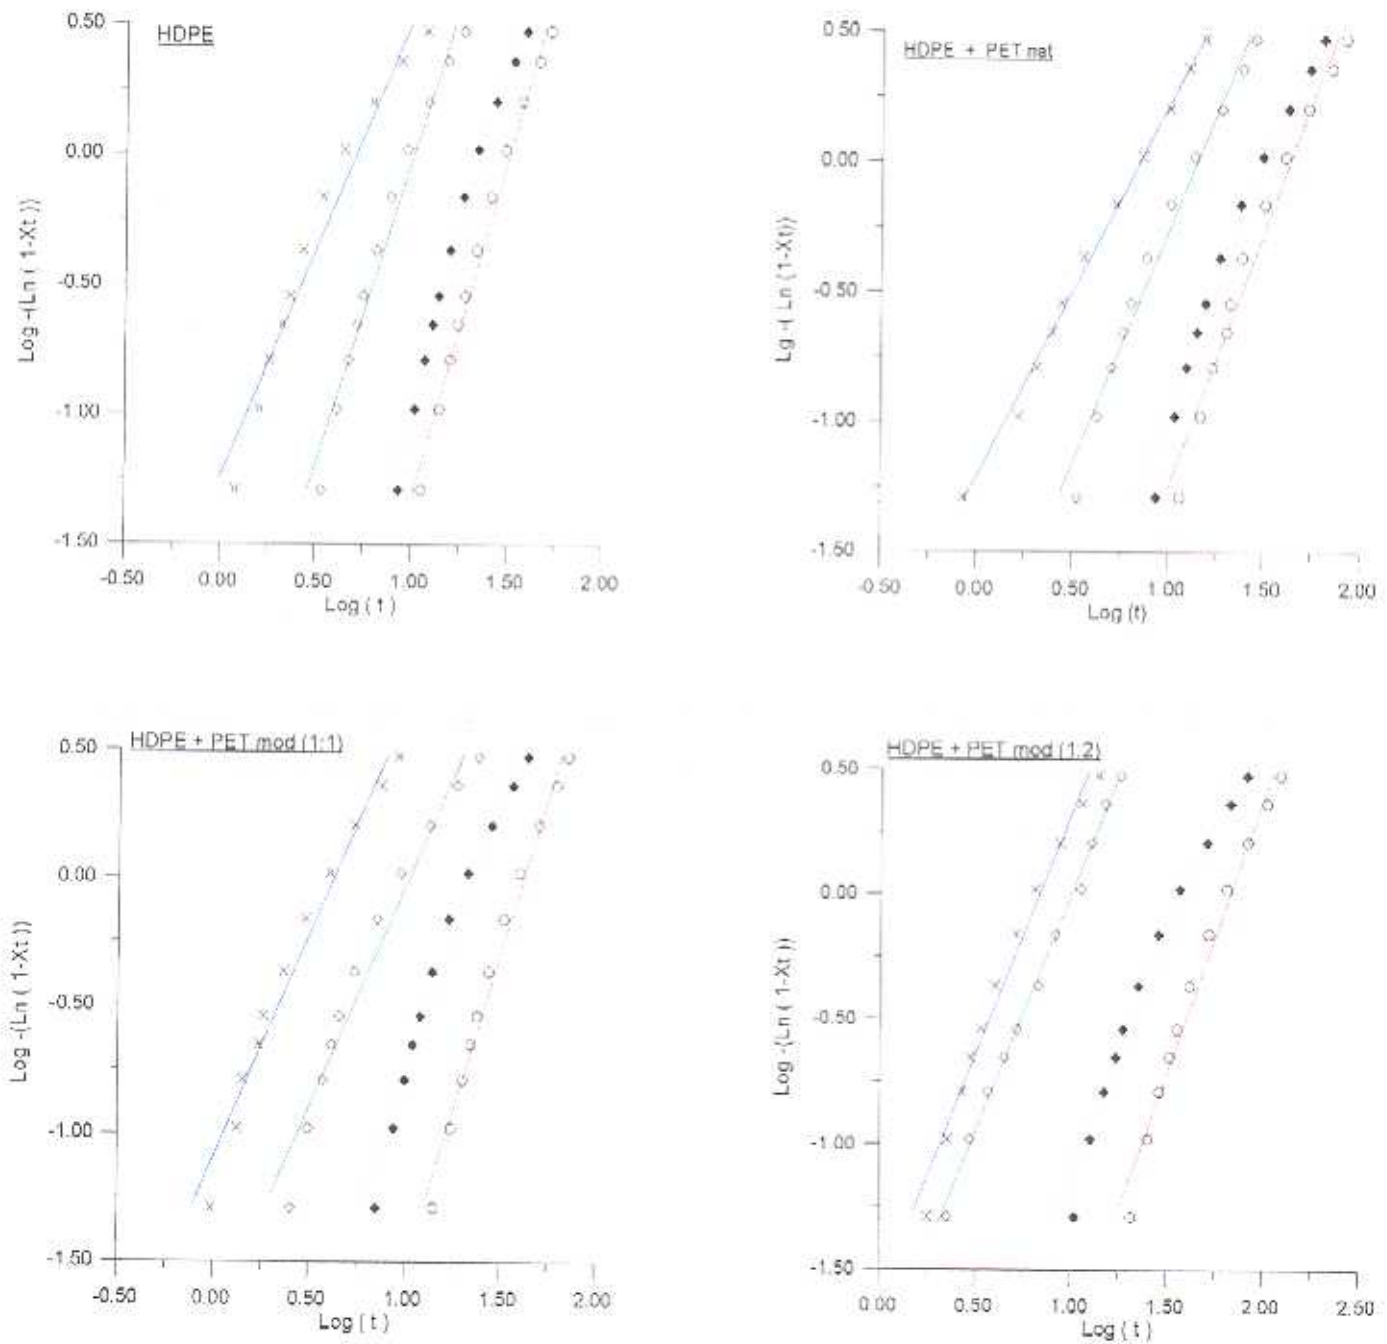 0.50
HDPE
0.00
-0.50
-1.00
-1.50
Log -(Ln ( 1-Xt ))
-0.50 0.00 0.50 1.00 1.50 2.00
Log ( t )
0.50
HDPE + PET nat
0.00
-0.50
-1.00
-1.50
Lg -( Ln (1-Xt))
-0.50 0.00 0.50 1.00 1.50 2.00
Log (t)
0.50
HDPE + PET mod (1:1)
0.00
-0.50
-1.00
-1.50
Log -(Ln ( 1-Xt ))
-0.50 0.00 0.50 1.00 1.50 2.00
Log ( t )
0.50
HDPE + PET mod (1:2)
0.00
-0.50
-1.00
-1.50
Log -(Ln ( 1-Xt ))
0.00 0.50 1.00 1.50 2.00 2.50
Log ( t )